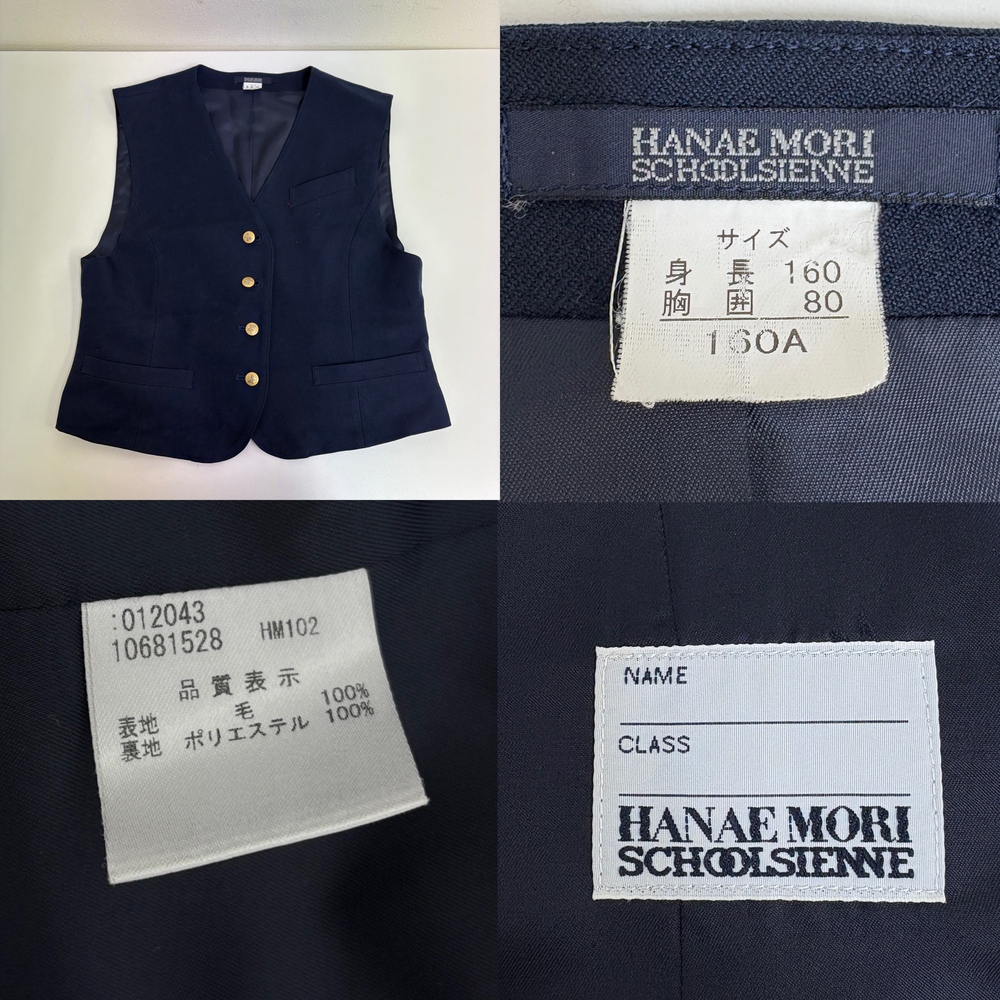 HANAE MORI
SCHOOLSIENNE
サイズ
身長 160
胸囲 80
160A
:012043
10681528 HM102
品質表示
表地 毛 100%
裏地 ポリエステル 100%
NAME
CLASS
HANAE MORI
SCHOOLSIENNE